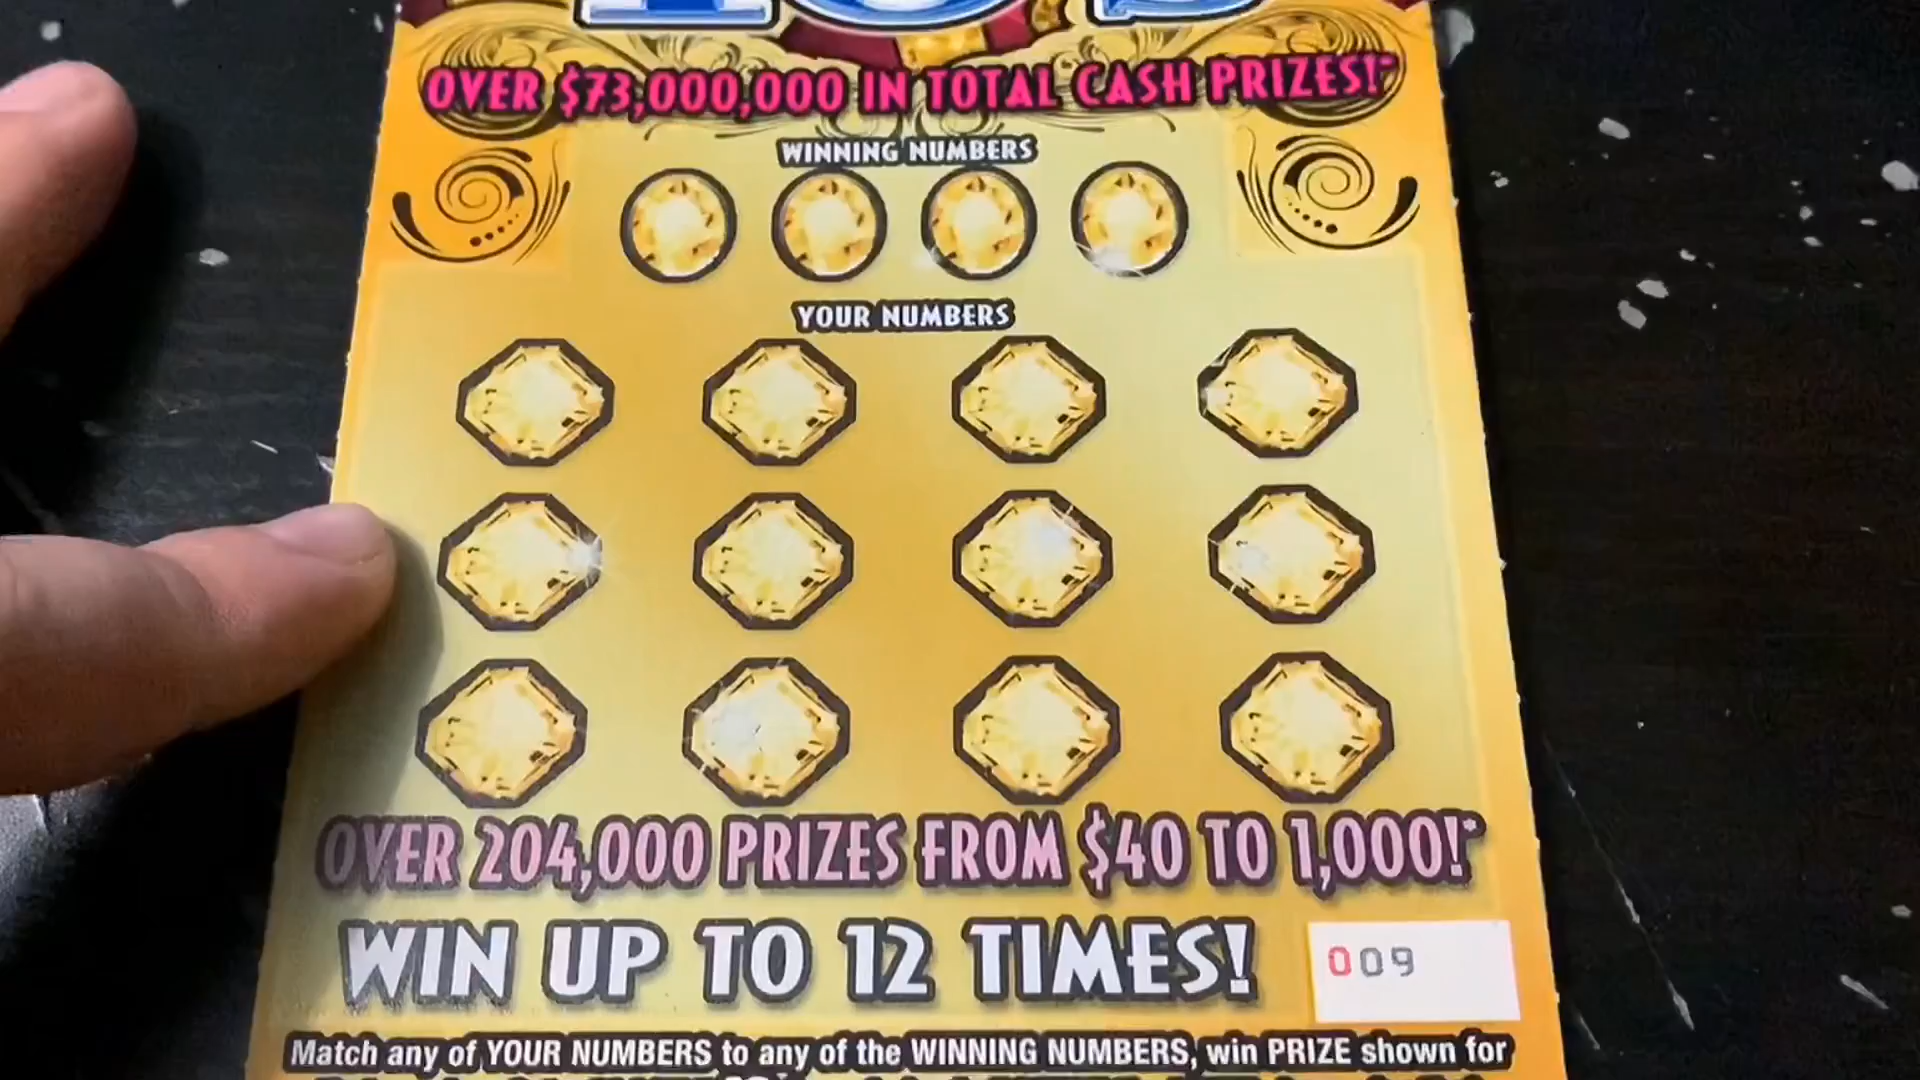 OVER $73,000,000 IN TOTAL CASH PRIZES!*
WINNING NUMBERS
YOUR NUMBERS
OVER 204,000 PRIZES FROM $40 TO 1,000!*
WIN UP TO 12 TIMES!
009
Match any of YOUR NUMBERS to any of the WINNING NUMBERS, win PRIZE shown for